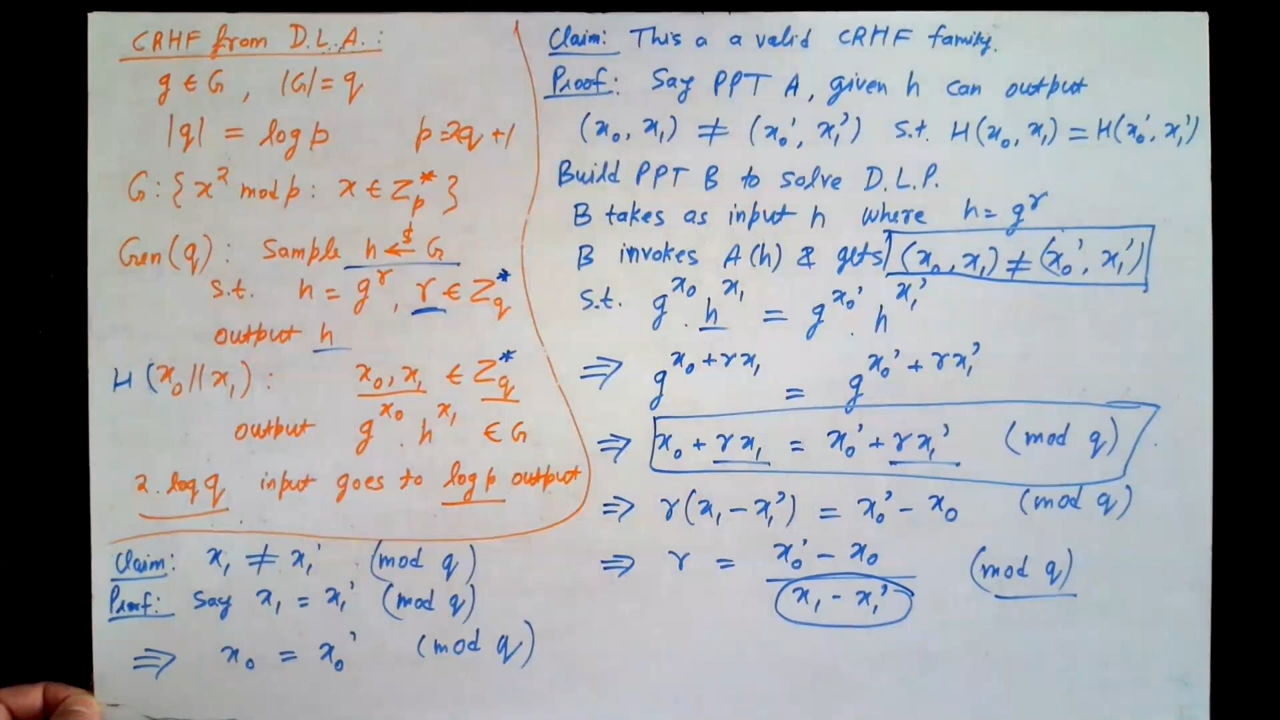 CRHF from D.L.A.:
g ∈ G, |G| = q
|q| = log p p = 2q + 1
G: { x² mod p : x ∈ Z_p^* }
Gen(q): Sample h ←$ G
s.t. h = g^r, r ∈ Z_q^*
output h
H(x₀ || x₁): x₀, x₁ ∈ Z_q^*
output g^{x₀} . h^{x₁} ∈ G
2. log q input goes to log p output
Claim: x₁ ≠ x₁' (mod q)
Proof: Say x₁ = x₁' (mod q)
⇒ x₀ = x₀' (mod q)
Claim: This a a valid CRHF family.
Proof: Say PPT A, given h can output
(x₀, x₁) ≠ (x₀', x₁') s.t. H(x₀, x₁) = H(x₀', x₁')
Build PPT B to solve D.L.P.
B takes as input h where h = g^r
B invokes A(h) & gets (x₀, x₁) ≠ (x₀', x₁')
s.t. g^{x₀} . h^{x₁} = g^{x₀'} . h^{x₁'}
⇒ g^{x₀ + r x₁} = g^{x₀' + r x₁'}
⇒ x₀ + r x₁ = x₀' + r x₁' (mod q)
⇒ r(x₁ − x₁') = x₀' − x₀ (mod q)
⇒ r = \frac{x₀' − x₀}{x₁ − x₁'} (mod q)